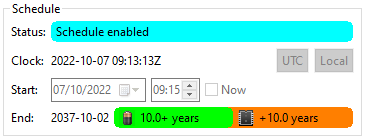 Schedule
Status: Schedule enabled
Clock: 2022-10-07 09:13:13Z UTC Local
Start: 07/10/2022 09:15 Now
End: 2037-10-02 10.0+ years +10.0 years